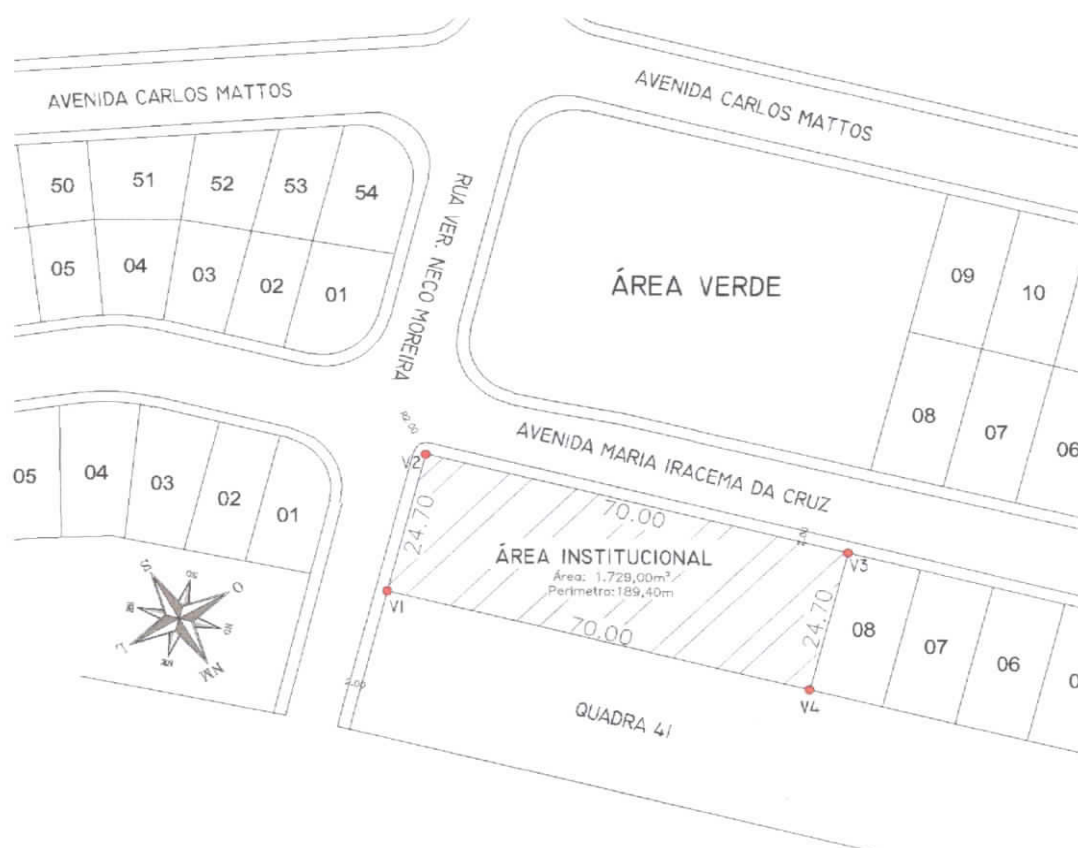 AVENIDA CARLOS MATTOS
AVENIDA CARLOS MATTOS
50
51
52
53
54
05
04
03
02
01
RUA VER. NECO MOREIRA
ÁREA VERDE
09
10
08
07
06
AVENIDA MARIA IRACEMA DA CRUZ
05
04
03
02
01
V2
24.70
70.00
ÁREA INSTITUCIONAL
Área: 1.729,00m²
Perímetro: 189,40m
V3
V1
70.00
24.70
V4
08
07
06
S
O
L
NM
2.00
QUADRA 41